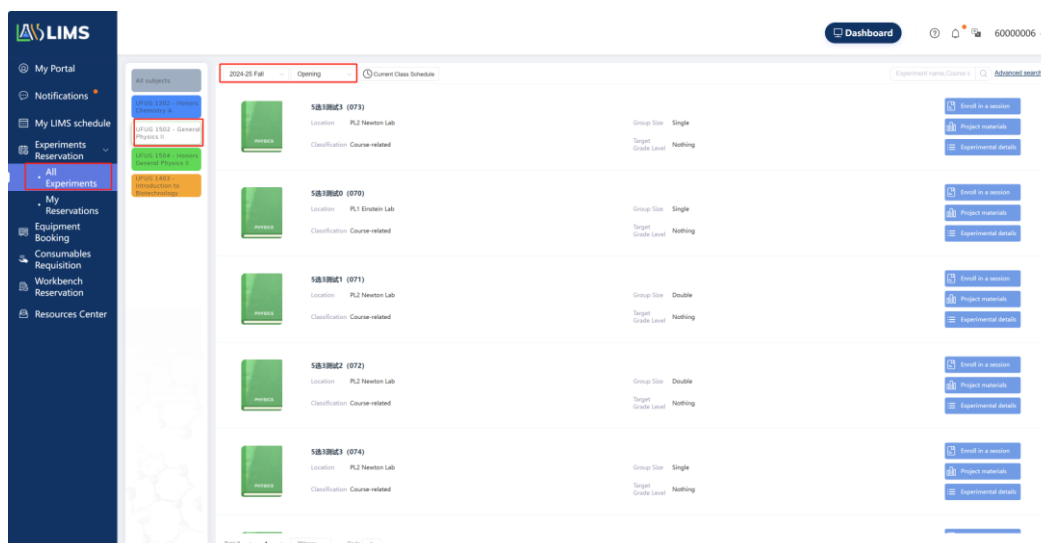 LIMS
Dashboard
60000006
My Portal
Notifications
My LIMS schedule
Experiments
Reservation
All
Experiments
My
Reservations
Equipment
Booking
Consumables
Requisition
Workbench
Reservation
Resources Center
All subjects
UFUG 1302 - Honors
Chemistry A
UFUG 1502 - General
Physics II
UFUG 1504 - Honors
General Physics II
UFUG 1403 -
Introduction to
Biotechnology
2024-25 Fall
Opening
Current Class Schedule
Experiment name,Course s
Advanced search
PHYSICS
5选3测试3 (073)
Location PL2 Newton Lab
Classification Course-related
Group Size Single
Target
Grade Level Nothing
Enroll in a session
Project materials
Experimental details
PHYSICS
5选3测试0 (070)
Location PL1 Einstein Lab
Classification Course-related
Group Size Single
Target
Grade Level Nothing
Enroll in a session
Project materials
Experimental details
PHYSICS
5选3测试1 (071)
Location PL2 Newton Lab
Classification Course-related
Group Size Double
Target
Grade Level Nothing
Enroll in a session
Project materials
Experimental details
PHYSICS
5选3测试2 (072)
Location PL2 Newton Lab
Classification Course-related
Group Size Double
Target
Grade Level Nothing
Enroll in a session
Project materials
Experimental details
PHYSICS
5选3测试3 (074)
Location PL2 Newton Lab
Classification Course-related
Group Size Single
Target
Grade Level Nothing
Enroll in a session
Project materials
Experimental details